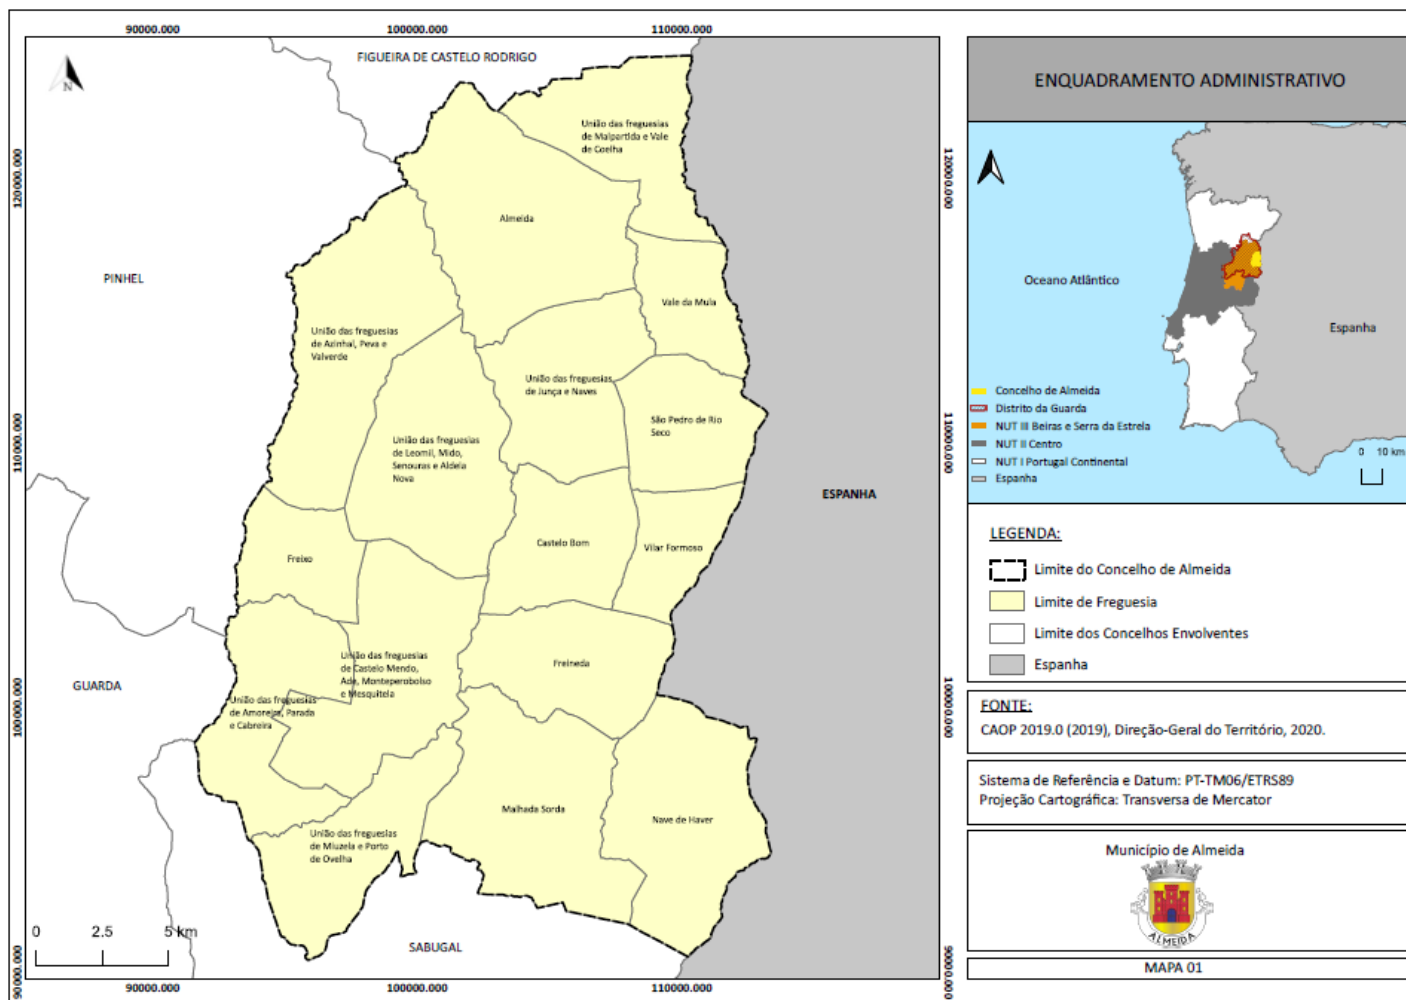 90000.000
100000.000
110000.000
FIGUEIRA DE CASTELO RODRIGO
N
União das freguesias
de Malpartida e Vale
de Coelha
120000.000
120000.000
Almeida
PINHEL
Vale da Mula
União das freguesias
de Azinhal, Peva e
Valverde
União das freguesias
de Junça e Naves
São Pedro de Rio
Seco
União das freguesias
de Leomil, Mido,
Senouras e Aldeia
Nova
110000.000
110000.000
ESPANHA
Castelo Bom
Vilar Formoso
Freixo
União das freguesias
de Castelo Mendo,
Ade, Monteperobolso
e Mesquitela
Freineda
GUARDA
União das freguesias
de Amoreira, Parada
e Cabreira
100000.000
100000.000
Malhada Sorda
Nave de Haver
União das freguesias
de Miuzela e Porto
de Ovelha
0 2.5 5 km
SABUGAL
90000.000
90000.000
90000.000
100000.000
110000.000
ENQUADRAMENTO ADMINISTRATIVO
Oceano Atlântico
Espanha
Concelho de Almeida
Distrito da Guarda
NUT III Beiras e Serra da Estrela
NUT II Centro
NUT I Portugal Continental
Espanha
0 10 km
LEGENDA:
Limite do Concelho de Almeida
Limite de Freguesia
Limite dos Concelhos Envolventes
Espanha
FONTE:
CAOP 2019.0 (2019), Direção-Geral do Território, 2020.
Sistema de Referência e Datum: PT-TM06/ETRS89
Projeção Cartográfica: Transversa de Mercator
Município de Almeida
ALMEIDA
MAPA 01